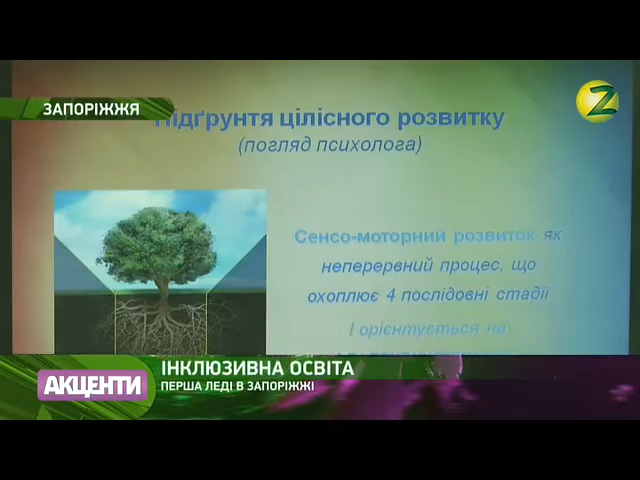 ЗАПОРІЖЖЯ
Z
Підґрунтя цілісного розвитку
(погляд психолога)
Сенсо-моторний розвиток як
неперервний процес, що
охоплює 4 послідовні стадії
І орієнтується на
ІНКЛЮЗИВНА ОСВІТА
АКЦЕНТИ
ПЕРША ЛЕДІ В ЗАПОРІЖЖІ